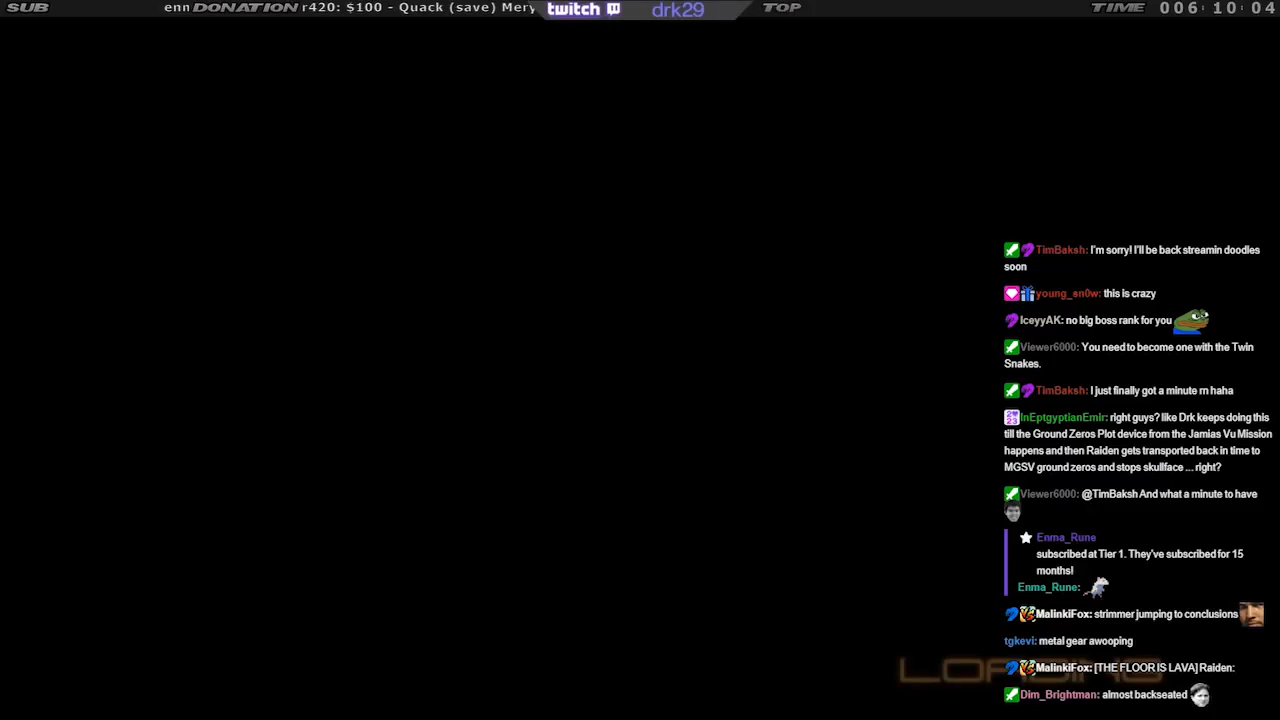 SUB
enn DONATION r420: $100 - Quack (save) Mery
twitch
drk29
TOP
TIME 006:10:04
TimBaksh: I'm sorry! I'll be back streamin doodles
soon
young_sn0w: this is crazy
IceyyAK: no big boss rank for you
Viewer6000: You need to become one with the Twin
Snakes.
TimBaksh: I just finally got a minute rn haha
InEptgyptianEmir: right guys? like Drk keeps doing this
till the Ground Zeros Plot device from the Jamias Vu Mission
happens and then Raiden gets transported back in time to
MGSV ground zeros and stops skullface ... right?
Viewer6000: @TimBaksh And what a minute to have
Enma_Rune
subscribed at Tier 1. They've subscribed for 15
months!
Enma_Rune:
MalinkiFox: strimmer jumping to conclusions
tgkevi: metal gear awooping
LOADING
MalinkiFox: [THE FLOOR IS LAVA] Raiden:
Dim_Brightman: almost backseated